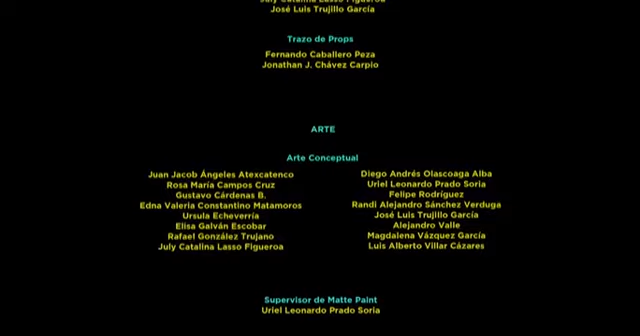 July Catalina Lasso Figueroa
José Luis Trujillo García
Trazo de Props
Fernando Caballero Peza
Jonathan J. Chávez Carpio
ARTE
Arte Conceptual
Juan Jacob Ángeles Atexcatenco
Rosa María Campos Cruz
Gustavo Cárdenas B.
Edna Valeria Constantino Matamoros
Ursula Echeverría
Elisa Galván Escobar
Rafael González Trujano
July Catalina Lasso Figueroa
Diego Andrés Olascoaga Alba
Uriel Leonardo Prado Soria
Felipe Rodríguez
Randi Alejandro Sánchez Verduga
José Luis Trujillo García
Alejandro Valle
Magdalena Vázquez García
Luis Alberto Villar Cázares
Supervisor de Matte Paint
Uriel Leonardo Prado Soria